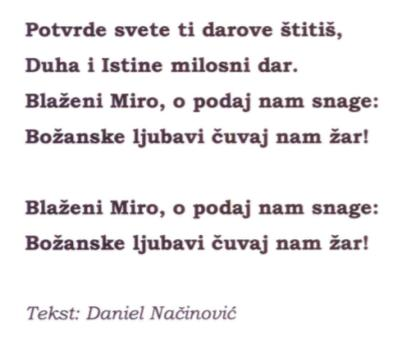 Potvrde svete ti darove štitiš,
Duha i Istine milosni dar.
Blaženi Miro, o podaj nam snage:
Božanske ljubavi čuvaj nam žar!
Blaženi Miro, o podaj nam snage:
Božanske ljubavi čuvaj nam žar!
Tekst: Daniel Načinović